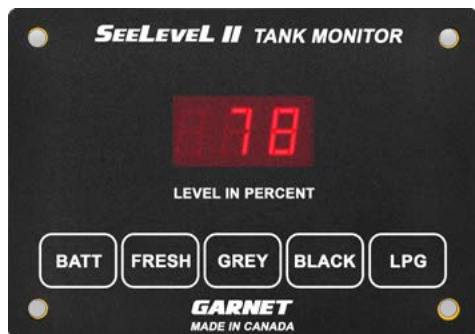 SEELEVEL II TANK MONITOR
78
LEVEL IN PERCENT
BATT FRESH GREY BLACK LPG
GARNET
MADE IN CANADA